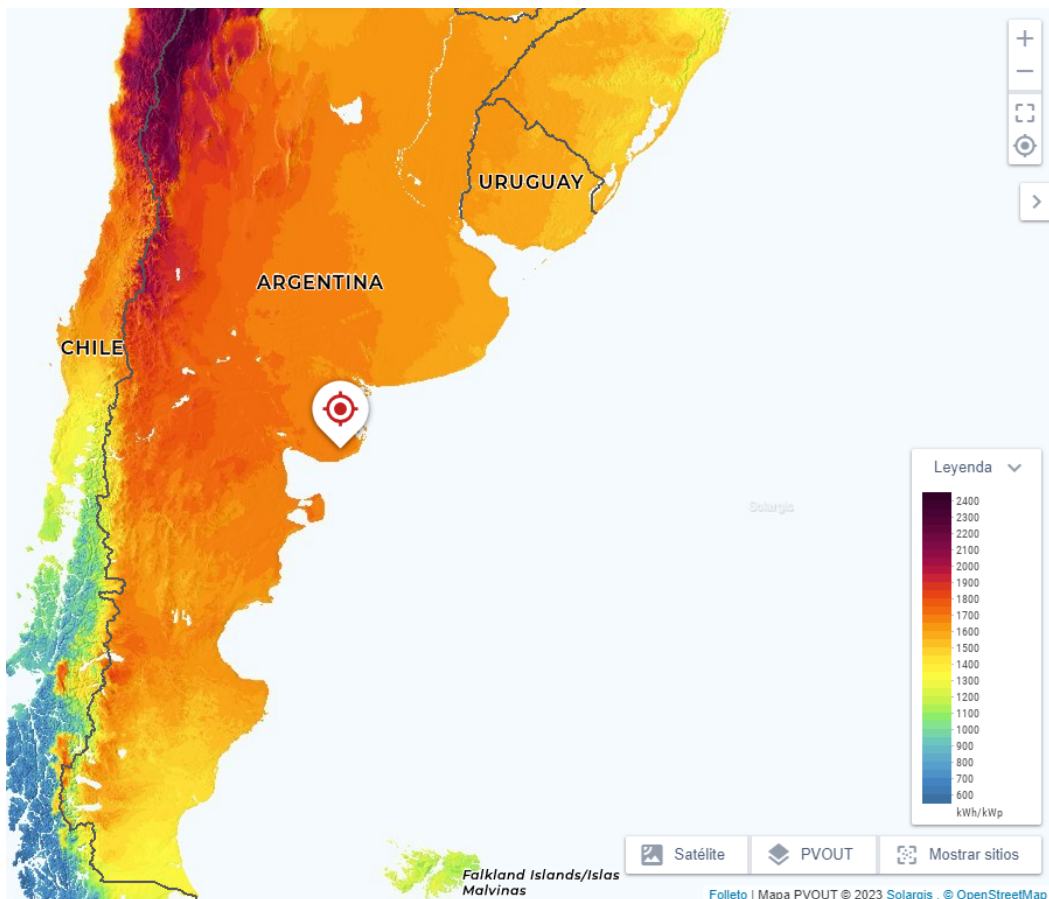 URUGUAY
ARGENTINA
CHILE
Leyenda
2400
2300
2200
2100
2000
1900
1800
1700
1600
1500
1400
1300
1200
1100
1000
900
800
700
600
kWh/kWp
Solargis
Satélite
PVOUT
Mostrar sitios
Falkland Islands/Islas
Malvinas
Folleto | Mapa PVOUT © 2023 Solargis , © OpenStreetMap